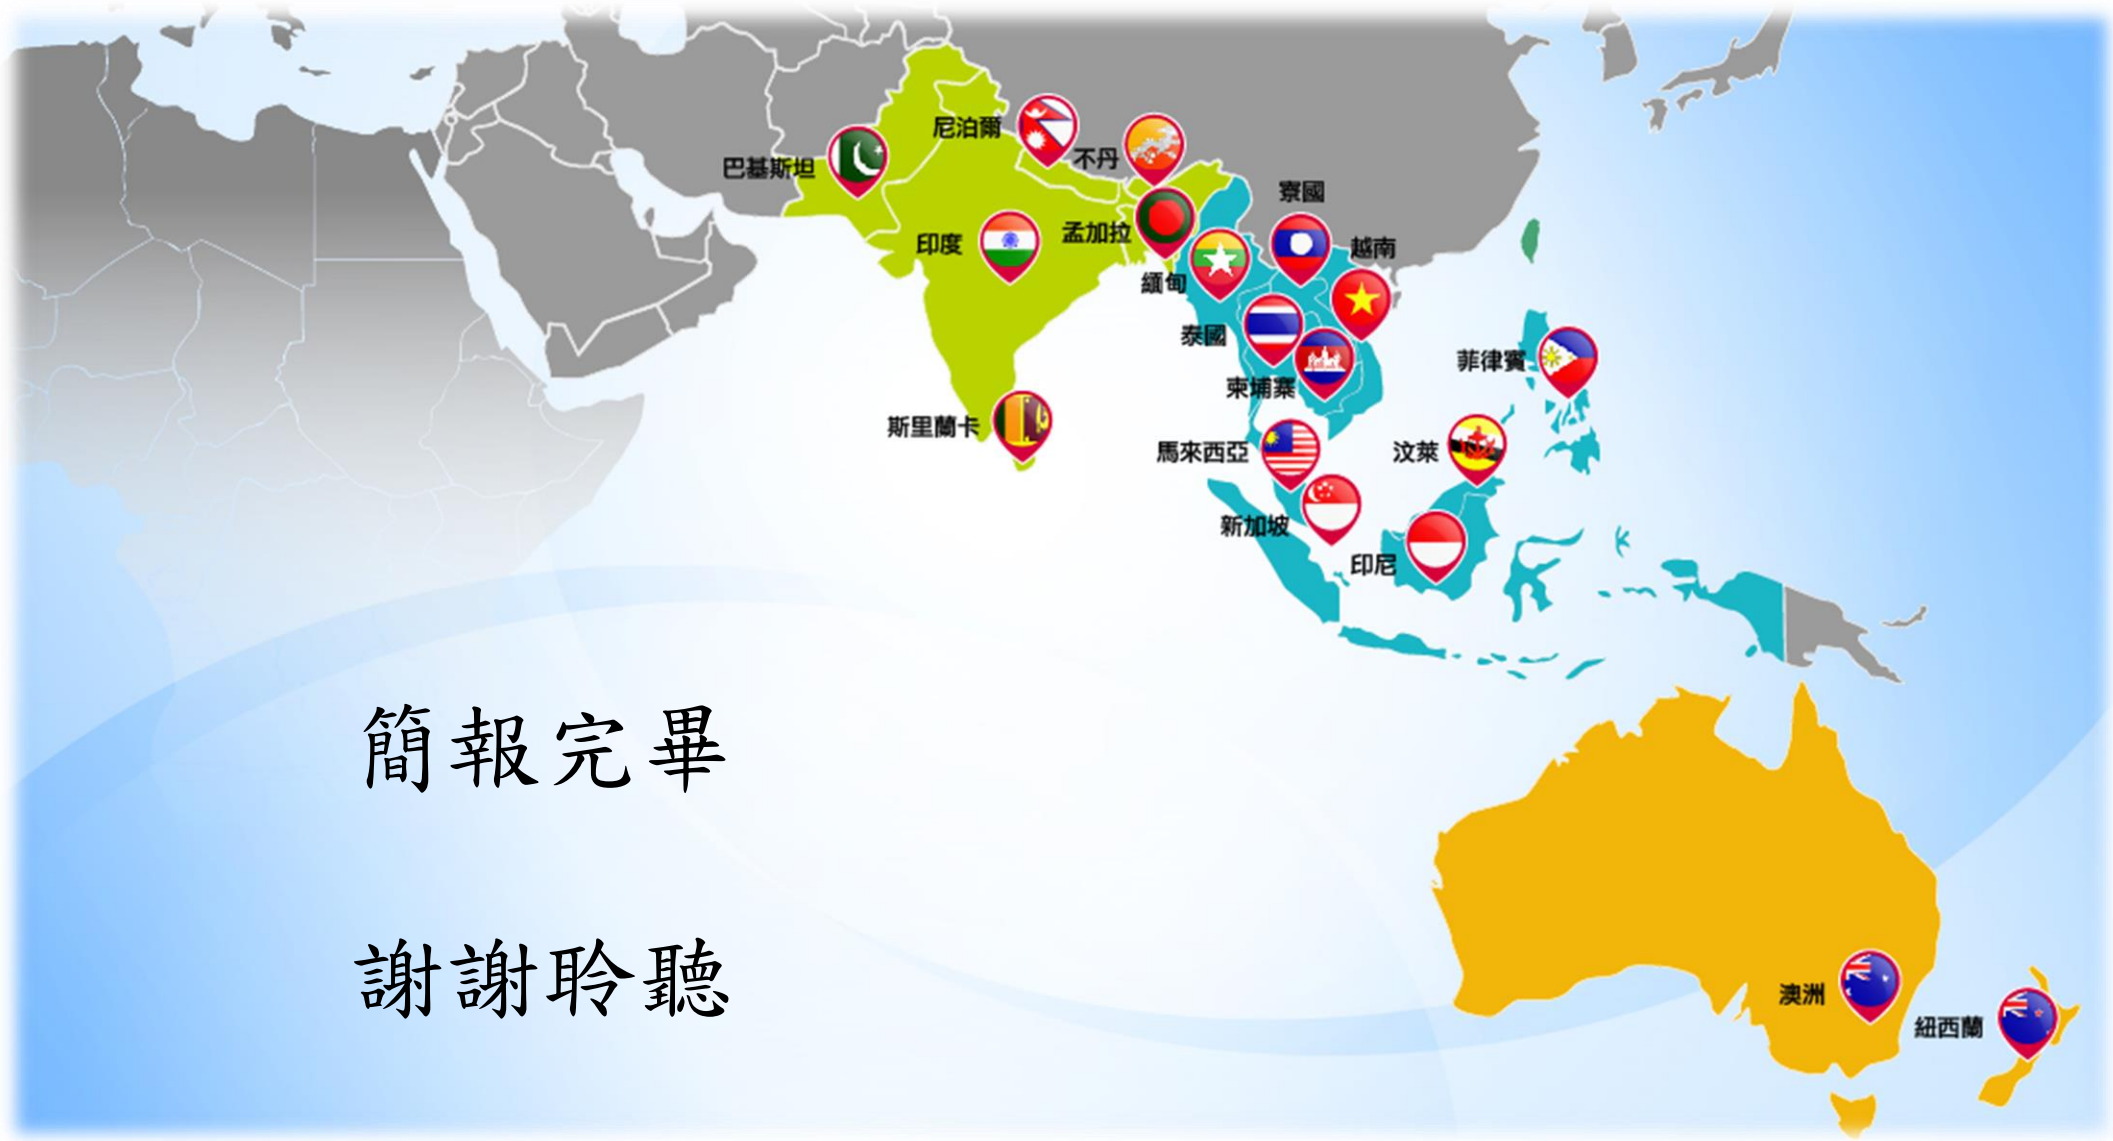 尼泊爾
不丹
巴基斯坦
寮國
孟加拉
印度
越南
緬甸
泰國
菲律賓
柬埔寨
斯里蘭卡
馬來西亞
汶萊
新加坡
印尼
簡報完畢
謝謝聆聽
澳洲
紐西蘭